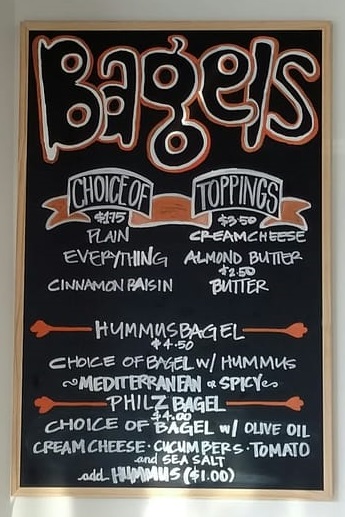 Bagels
CHOICE OF TOPPINGS
$1.75 $3.50
PLAIN CREAM CHEESE
EVERYTHING ALMOND BUTTER
$2.50
CINNAMON RAISIN BUTTER
HUMMUS BAGEL
$4.50
CHOICE OF BAGEL W/ HUMMUS
~MEDITERRANEAN or SPICY~
PHILZ BAGEL
$4.00
CHOICE OF BAGEL W/ OLIVE OIL
CREAM CHEESE · CUCUMBERS · TOMATO
and SEA SALT
add HUMMUS ($1.00)